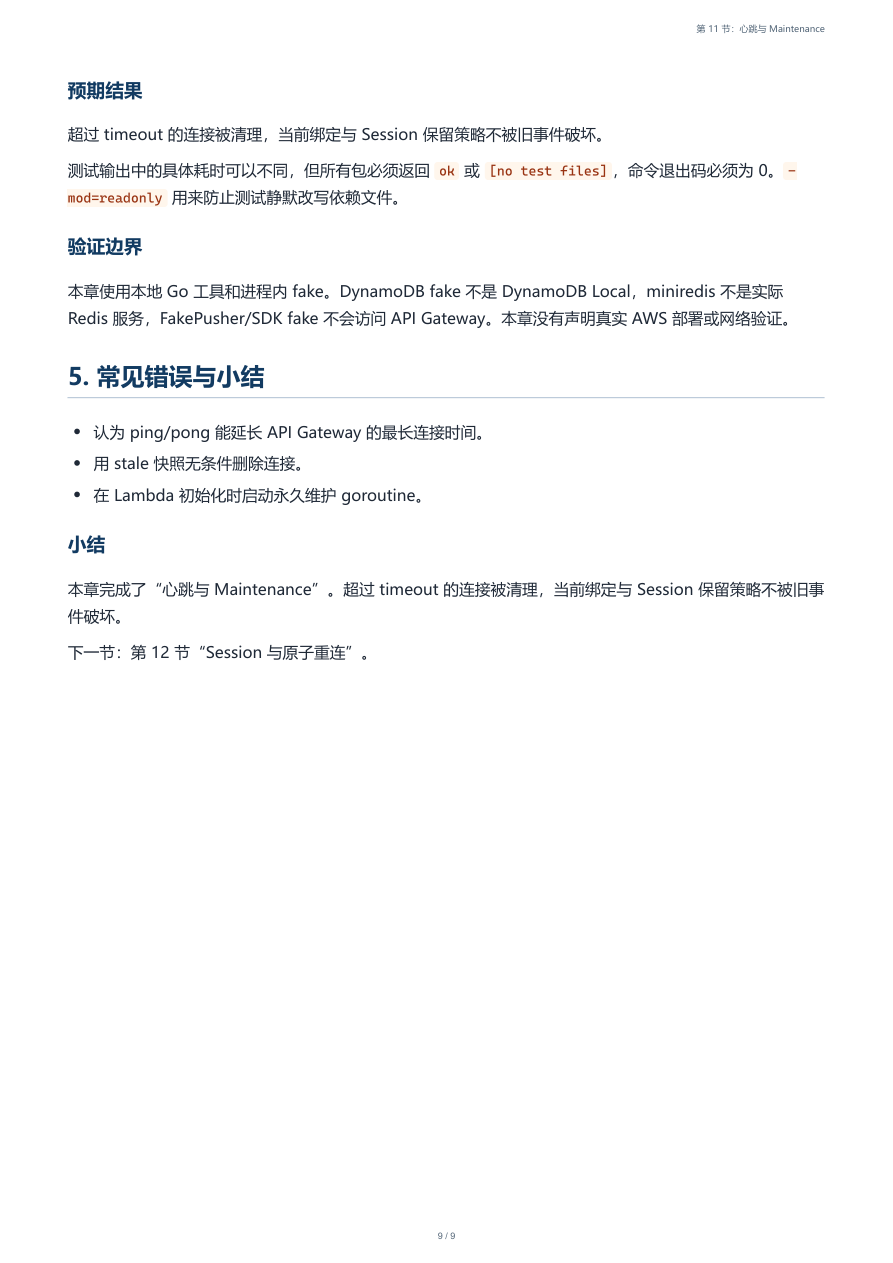 第 11 节：心跳与 Maintenance
预期结果
超过 timeout 的连接被清理，当前绑定与 Session 保留策略不被旧事件破坏。
测试输出中的具体耗时可以不同，但所有包必须返回 ok 或 [no test files]，命令退出码必须为 0。-
mod=readonly 用来防止测试静默改写依赖文件。
验证边界
本章使用本地 Go 工具和进程内 fake。DynamoDB fake 不是 DynamoDB Local，miniredis 不是实际
Redis 服务，FakePusher/SDK fake 不会访问 API Gateway。本章没有声明真实 AWS 部署或网络验证。
5. 常见错误与小结
• 认为 ping/pong 能延长 API Gateway 的最长连接时间。
• 用 stale 快照无条件删除连接。
• 在 Lambda 初始化时启动永久维护 goroutine。
小结
本章完成了“心跳与 Maintenance”。超过 timeout 的连接被清理，当前绑定与 Session 保留策略不被旧事
件破坏。
下一节：第 12 节“Session 与原子重连”。
9 / 9